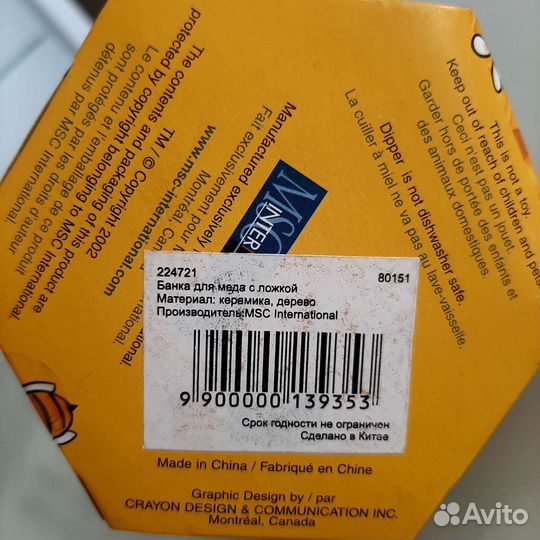 This is not a toy.
Keep out of reach of children and pets.
Ceci n'est pas un jouet.
Garder hors de portée des enfants et
des animaux domestiques.
Dipper is not dishwasher safe.
La cuiller à miel ne va pas au lave-vaisselle.
Manufactured exclusively
Fait exclusivement pour M
Montréal, Can
www.msc-international.com
TM / © Copyright 2002
The contents and packaging of this product are
protected by copyright belonging to MSC International.
Le contenu et l'emballage de ce produit
sont protégés par les droits d'auteur
détenus par MSC International.
MSC
INTER
224721
80151
Банка для меда с ложкой
Материал: керамика, дерево
Производитель:MSC International
9 900000 139353
Срок годности не ограничен
Сделано в Китае
Made in China / Fabriqué en Chine
Graphic Design by / par
CRAYON DESIGN & COMMUNICATION INC.
Montréal, Canada
Avito